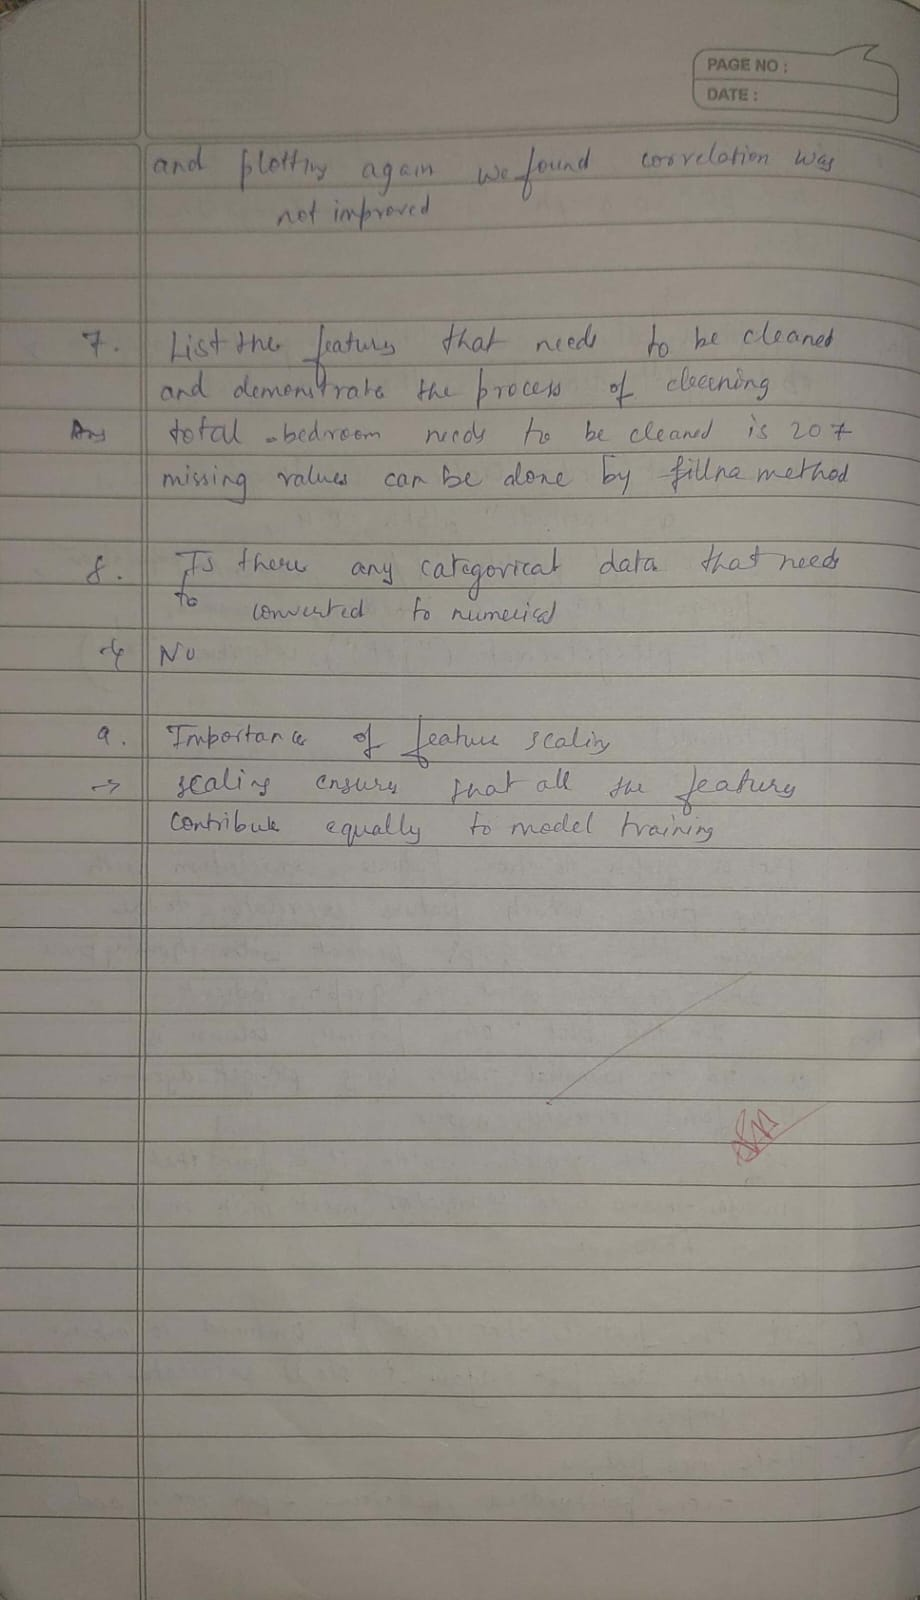 PAGE NO :
DATE :
and plotting again we found correlation was
not improved
7. List the features that needs to be cleaned
and demonstrate the process of cleening
Ans total-bedroom needs to be cleaned is 207
missing values can be done by fillna method
8. Is there any categorical data that needs
to converted to numerical
No
9. Importance of feature scaling
→ scaling ensures that all the features
contribute equally to model training